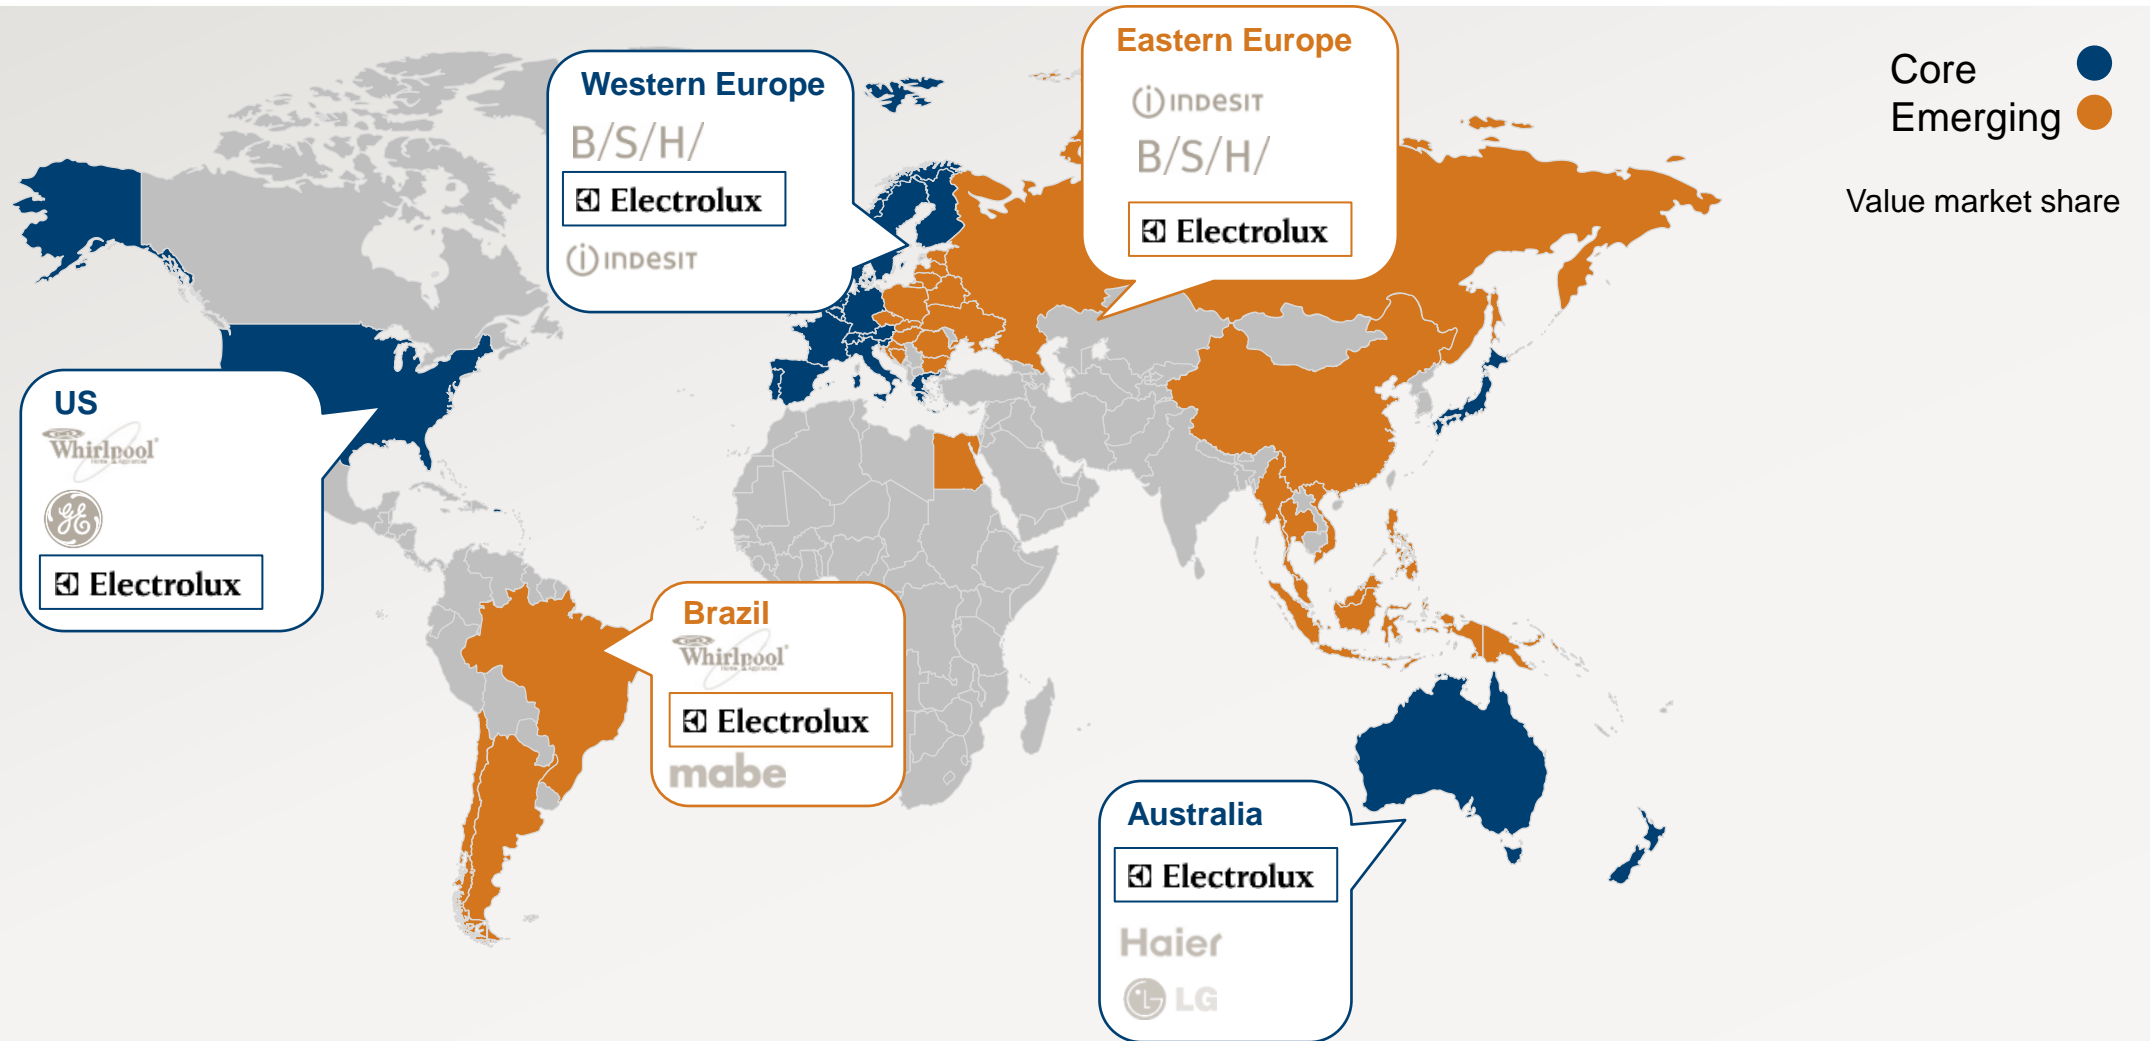 Western Europe
B/S/H/
Electrolux
indesit
Eastern Europe
indesit
B/S/H/
Electrolux
Core
Emerging
Value market share
US
Whirlpool
GE
Electrolux
Brazil
Whirlpool
Electrolux
mabe
Australia
Electrolux
Haier
LG